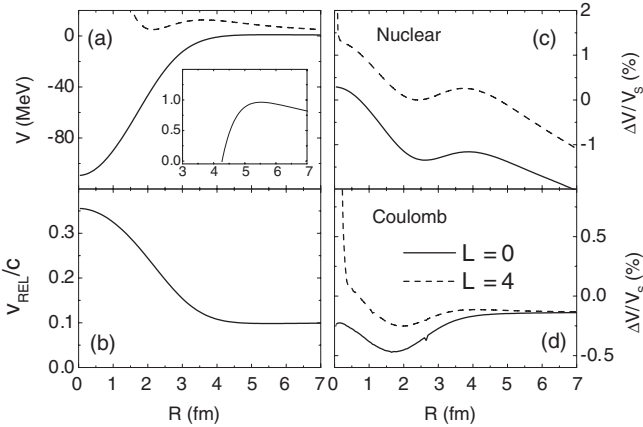 (a)
0
-40
-80
V (MeV)
1.0
0.5
0.0
3 4 5 6 7
(c)
Nuclear
2
1
0
-1
ΔV/V_S (%)
(b)
0.3
0.2
0.1
0.0
V_REL/c
0 1 2 3 4 5 6 7
R (fm)
Coulomb
L = 0
L = 4
(d)
0.5
0.0
-0.5
ΔV/V_S (%)
0 1 2 3 4 5 6 7
R (fm)